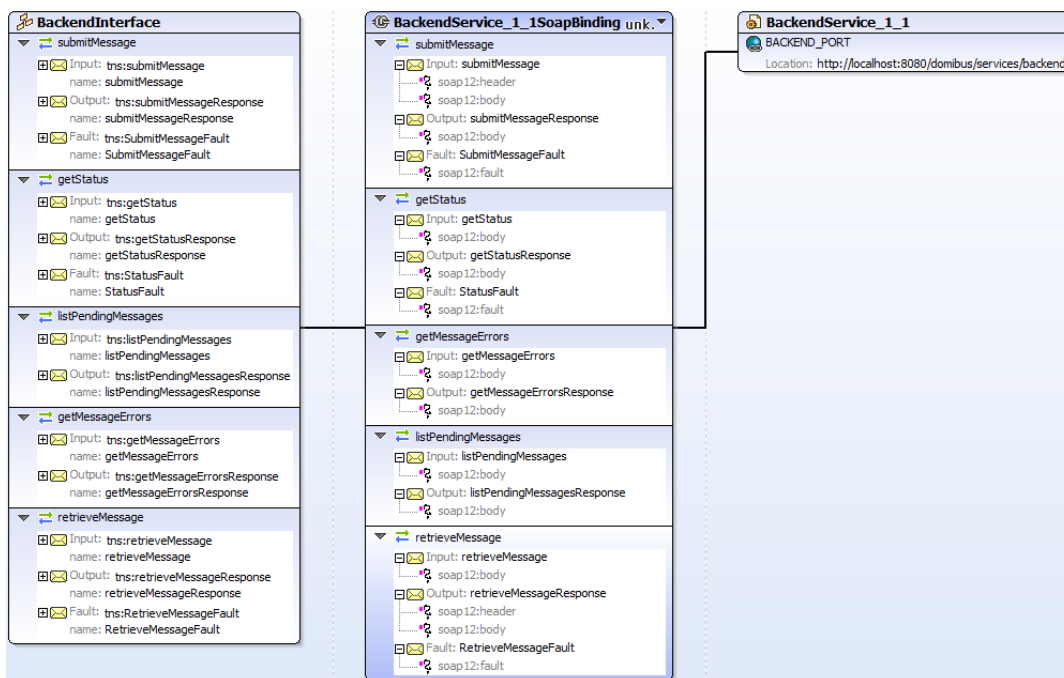 BackendInterface
submitMessage
Input: tns:submitMessage
name: submitMessage
Output: tns:submitMessageResponse
name: submitMessageResponse
Fault: tns:SubmitMessageFault
name: SubmitMessageFault
getStatus
Input: tns:getStatus
name: getStatus
Output: tns:getStatusResponse
name: getStatusResponse
Fault: tns:StatusFault
name: StatusFault
listPendingMessages
Input: tns:listPendingMessages
name: listPendingMessages
Output: tns:listPendingMessagesResponse
name: listPendingMessagesResponse
getMessageErrors
Input: tns:getMessageErrors
name: getMessageErrors
Output: tns:getMessageErrorsResponse
name: getMessageErrorsResponse
retrieveMessage
Input: tns:retrieveMessage
name: retrieveMessage
Output: tns:retrieveMessageResponse
name: retrieveMessageResponse
Fault: tns:RetrieveMessageFault
name: RetrieveMessageFault
BackendService_1_1SoapBinding unk.
submitMessage
Input: submitMessage
soap12:header
soap12:body
Output: submitMessageResponse
soap12:body
Fault: SubmitMessageFault
soap12:fault
getStatus
Input: getStatus
soap12:body
Output: getStatusResponse
soap12:body
Fault: StatusFault
soap12:fault
getMessageErrors
Input: getMessageErrors
soap12:body
Output: getMessageErrorsResponse
soap12:body
listPendingMessages
Input: listPendingMessages
soap12:body
Output: listPendingMessagesResponse
soap12:body
retrieveMessage
Input: retrieveMessage
soap12:body
Output: retrieveMessageResponse
soap12:header
soap12:body
Fault: RetrieveMessageFault
soap12:fault
BackendService_1_1
BACKEND_PORT
Location: http://localhost:8080/domibus/services/backend